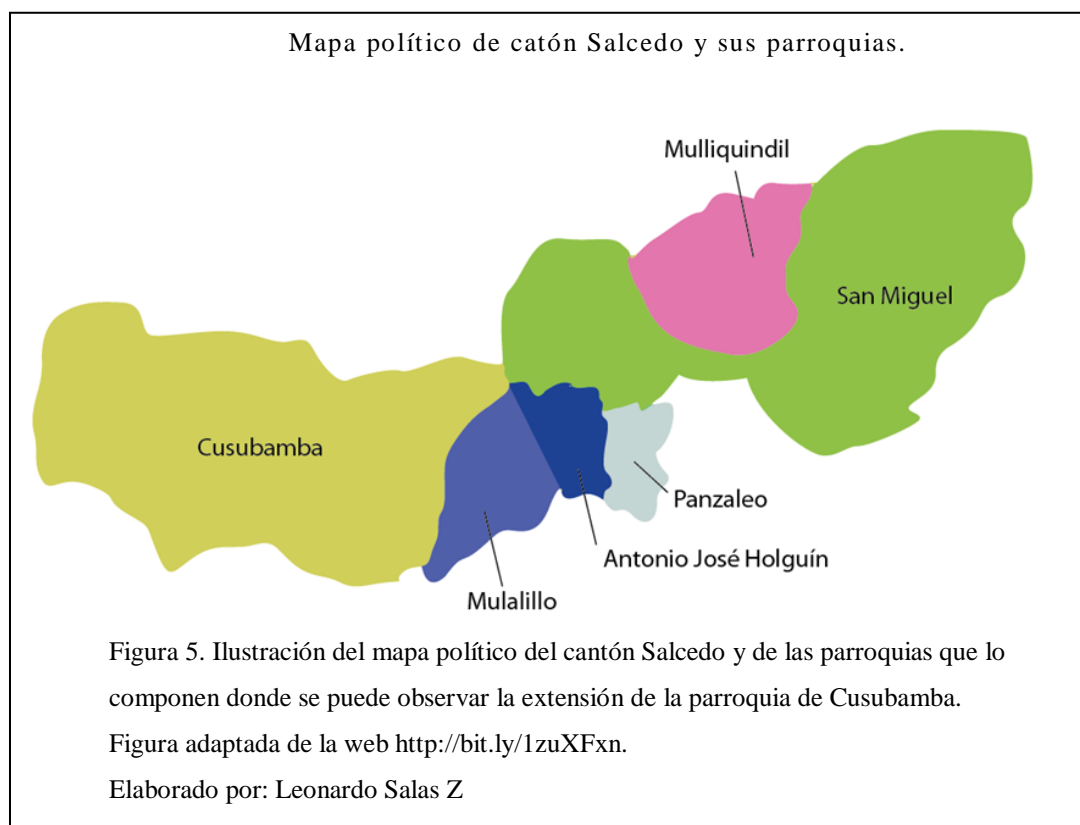 Mapa político de catón Salcedo y sus parroquias.
Mulliquindil
San Miguel
Cusubamba
Panzaleo
Antonio José Holguín
Mulalillo
Figura 5. Ilustración del mapa político del cantón Salcedo y de las parroquias que lo
componen donde se puede observar la extensión de la parroquia de Cusubamba.
Figura adaptada de la web http://bit.ly/1zuXFxn.
Elaborado por: Leonardo Salas Z